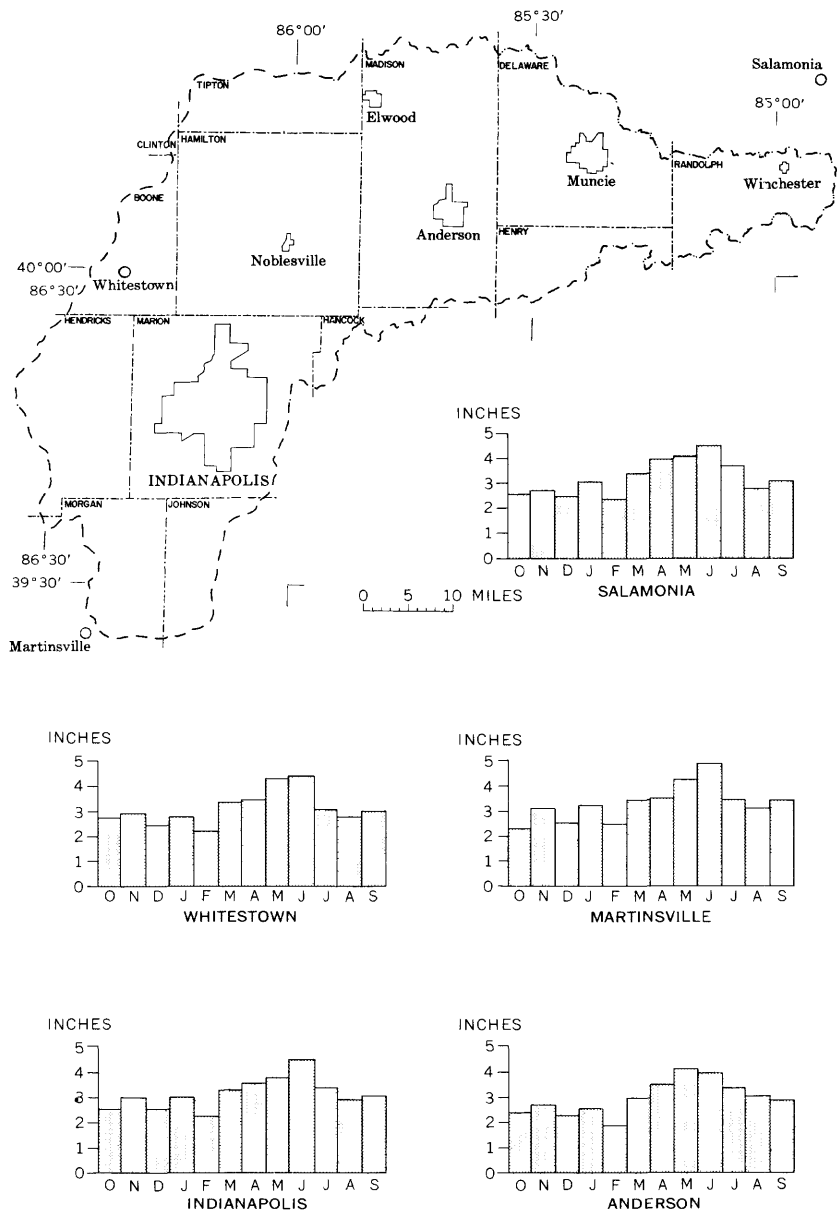 86°00'
85°30'
MADISON
DELAWARE
Salamonia
TIPTON
Elwood
85°00'
HAMILTON
CLINTON
RANDOLPH
Muncie
Winchester
BOONE
Anderson
HENRY
Noblesville
40°00'
Whitestown
86°30'
HENDRICKS
MARION
HANCOCK
INDIANAPOLIS
MORGAN
JOHNSON
86°30'
39°30'
Martinsville
0 5 10 MILES
INCHES
5
4
3
2
1
0
O N D J F M A M J J A S
SALAMONIA
INCHES
5
4
3
2
1
0
O N D J F M A M J J A S
WHITESTOWN
INCHES
5
4
3
2
1
0
O N D J F M A M J J A S
MARTINSVILLE
INCHES
5
4
3
2
1
0
O N D J F M A M J J A S
INDIANAPOLIS
INCHES
5
4
3
2
1
0
O N D J F M A M J J A S
ANDERSON